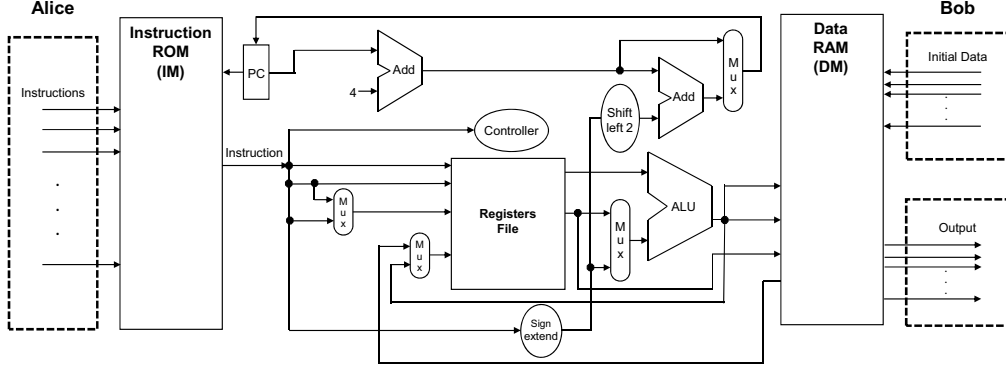 Alice
Instructions
.
.
.
Instruction
ROM
(IM)
Instruction
PC
4
Add
Controller
Shift
left 2
Add
M
u
x
M
u
x
M
u
x
Registers
File
M
u
x
ALU
Sign
extend
Data
RAM
(DM)
Bob
Initial Data
.
.
.
Output
.
.
.